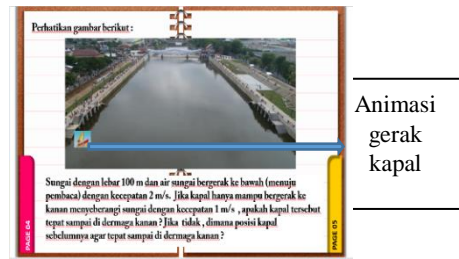 Perhatikan gambar berikut :
Sungai dengan lebar 100 m dan air sungai bergerak ke bawah (menuju
pembaca) dengan kecepatan 2 m/s. Jika kapal hanya mampu bergerak ke
kanan menyeberangi sungai dengan kecepatan 1 m/s , apakah kapal tersebut
tepat sampai di dermaga kanan ? Jika tidak , dimana posisi kapal
sebelumnya agar tepat sampai di dermaga kanan ?
PAGE 04
PAGE 05
Animasi
gerak
kapal